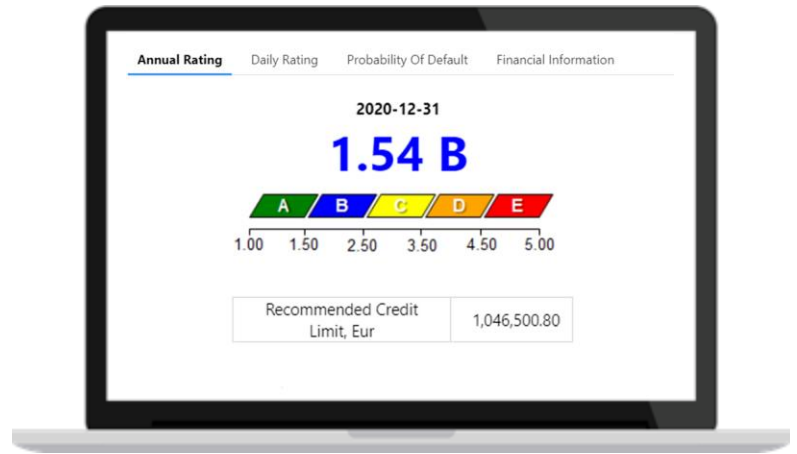 Annual Rating Daily Rating Probability Of Default Financial Information
2020-12-31
1.54 B
A B C D E
1.00 1.50 2.50 3.50 4.50 5.00
Recommended Credit
Limit, Eur
1,046,500.80